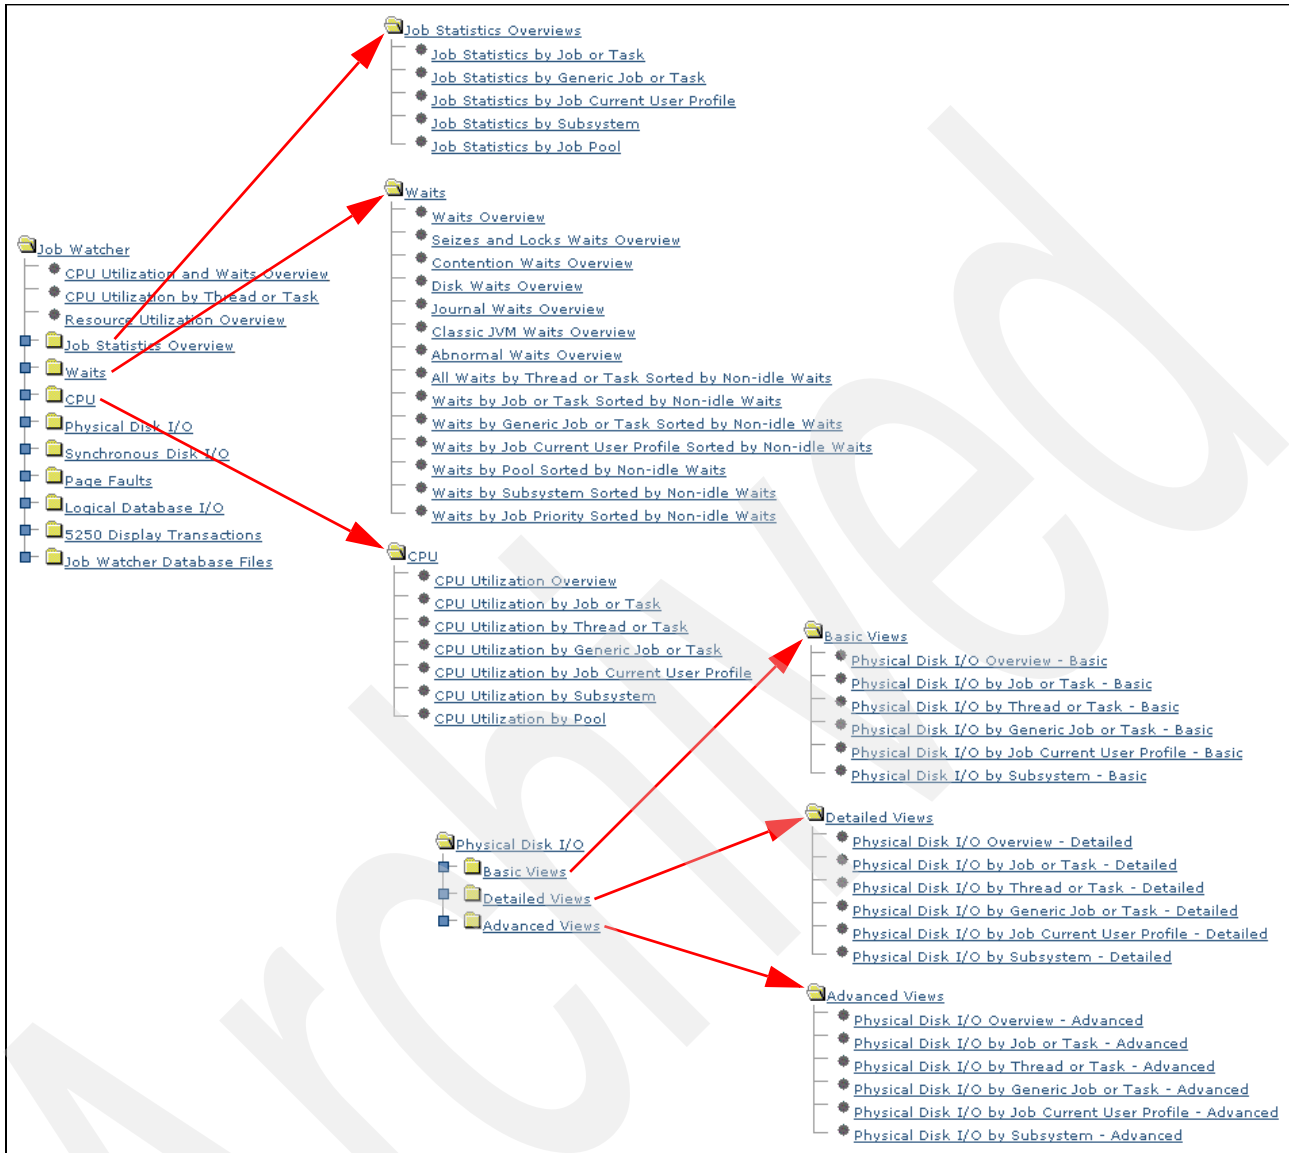 Job Statistics Overviews
Job Statistics by Job or Task
Job Statistics by Generic Job or Task
Job Statistics by Job Current User Profile
Job Statistics by Subsystem
Job Statistics by Job Pool
Waits
Waits Overview
Seizes and Locks Waits Overview
Contention Waits Overview
Disk Waits Overview
Journal Waits Overview
Classic JVM Waits Overview
Abnormal Waits Overview
All Waits by Thread or Task Sorted by Non-idle Waits
Waits by Job or Task Sorted by Non-idle Waits
Waits by Generic Job or Task Sorted by Non-idle Waits
Waits by Job Current User Profile Sorted by Non-idle Waits
Waits by Pool Sorted by Non-idle Waits
Waits by Subsystem Sorted by Non-idle Waits
Waits by Job Priority Sorted by Non-idle Waits
Job Watcher
CPU Utilization and Waits Overview
CPU Utilization by Thread or Task
Resource Utilization Overview
Job Statistics Overview
Waits
CPU
Physical Disk I/O
Synchronous Disk I/O
Page Faults
Logical Database I/O
5250 Display Transactions
Job Watcher Database Files
CPU
CPU Utilization Overview
CPU Utilization by Job or Task
CPU Utilization by Thread or Task
CPU Utilization by Generic Job or Task
CPU Utilization by Job Current User Profile
CPU Utilization by Subsystem
CPU Utilization by Pool
Physical Disk I/O
Basic Views
Detailed Views
Advanced Views
Basic Views
Physical Disk I/O Overview - Basic
Physical Disk I/O by Job or Task - Basic
Physical Disk I/O by Thread or Task - Basic
Physical Disk I/O by Generic Job or Task - Basic
Physical Disk I/O by Job Current User Profile - Basic
Physical Disk I/O by Subsystem - Basic
Detailed Views
Physical Disk I/O Overview - Detailed
Physical Disk I/O by Job or Task - Detailed
Physical Disk I/O by Thread or Task - Detailed
Physical Disk I/O by Generic Job or Task - Detailed
Physical Disk I/O by Job Current User Profile - Detailed
Physical Disk I/O by Subsystem - Detailed
Advanced Views
Physical Disk I/O Overview - Advanced
Physical Disk I/O by Job or Task - Advanced
Physical Disk I/O by Thread or Task - Advanced
Physical Disk I/O by Generic Job or Task - Advanced
Physical Disk I/O by Job Current User Profile - Advanced
Physical Disk I/O by Subsystem - Advanced
Archived